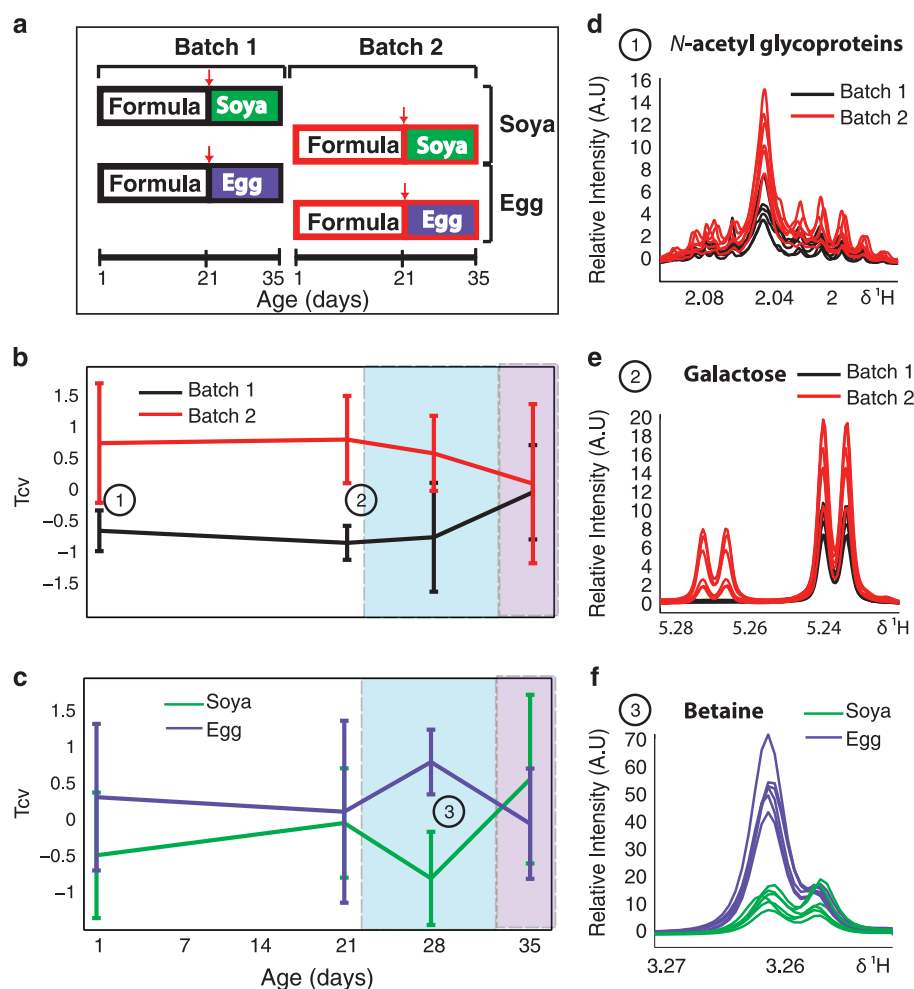 a
Batch 1 Batch 2
Formula Soya
Formula Soya
Soya
Formula Egg
Formula Egg
Egg
1 21 35 1 21 35
Age (days)
b
Batch 1
Batch 2
1.5
1
0.5
0
−0.5
−1
−1.5
Tcv
1
2
c
Soya
Egg
1.5
1
0.5
0
−0.5
−1
Tcv
3
1 7 14 21 28 35
Age (days)
d
1 N-acetyl glycoproteins
Batch 1
Batch 2
16
14
12
10
8
6
4
2
0
Relative Intensity (A.U)
2.08 2.04 2 δ ¹H
e
2 Galactose
Batch 1
Batch 2
20
18
16
14
12
10
8
6
4
2
0
Relative Intensity (A.U)
5.28 5.26 5.24 δ ¹H
f
3 Betaine
Soya
Egg
70
60
50
40
30
20
10
0
Relative Intensity (A.U)
3.27 3.26 δ ¹H